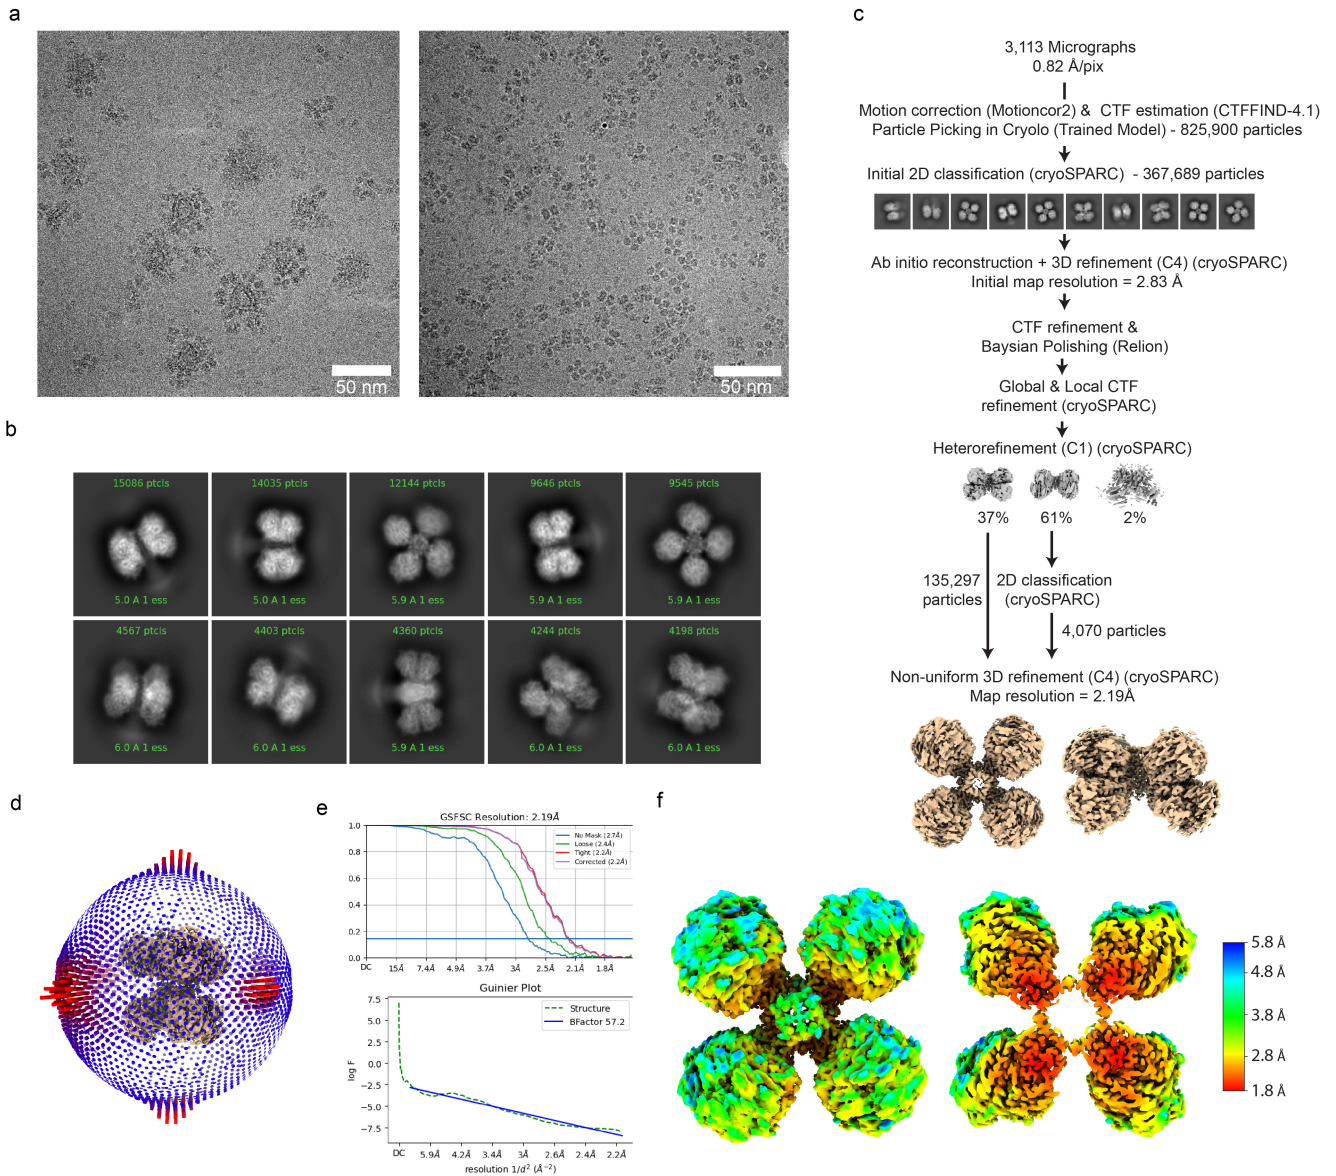 a
50 nm
50 nm
b
15086 ptcls
14035 ptcls
12144 ptcls
9646 ptcls
9545 ptcls
5.0 A 1 ess
5.0 A 1 ess
5.9 A 1 ess
5.9 A 1 ess
5.9 A 1 ess
4567 ptcls
4403 ptcls
4360 ptcls
4244 ptcls
4198 ptcls
6.0 A 1 ess
6.0 A 1 ess
5.9 A 1 ess
6.0 A 1 ess
6.0 A 1 ess
c
3,113 Micrographs
0.82 Å/pix
Motion correction (Motioncor2) & CTF estimation (CTFFIND-4.1)
Particle Picking in Cryolo (Trained Model) - 825,900 particles
Initial 2D classification (cryoSPARC) - 367,689 particles
Ab initio reconstruction + 3D refinement (C4) (cryoSPARC)
Initial map resolution = 2.83 Å
CTF refinement &
Baysian Polishing (Relion)
Global & Local CTF
refinement (cryoSPARC)
Heterorefinement (C1) (cryoSPARC)
37%
61%
2%
135,297
particles
2D classification
(cryoSPARC)
4,070 particles
Non-uniform 3D refinement (C4) (cryoSPARC)
Map resolution = 2.19Å
d
e
GSFSC Resolution: 2.19Å
1.0
0.8
0.6
0.4
0.2
0.0
No Mask (2.7Å)
Loose (2.4Å)
Tight (2.2Å)
Corrected (2.2Å)
DC
15Å
7.4Å
4.9Å
3.7Å
3Å
2.5Å
2.1Å
1.8Å
Guinier Plot
7.5
5.0
2.5
0.0
−2.5
−5.0
−7.5
log F
Structure
BFactor 57.2
DC
5.9Å
4.2Å
3.4Å
3Å
2.6Å
2.4Å
2.2Å
resolution 1/d² (Å⁻²)
f
5.8 Å
4.8 Å
3.8 Å
2.8 Å
1.8 Å